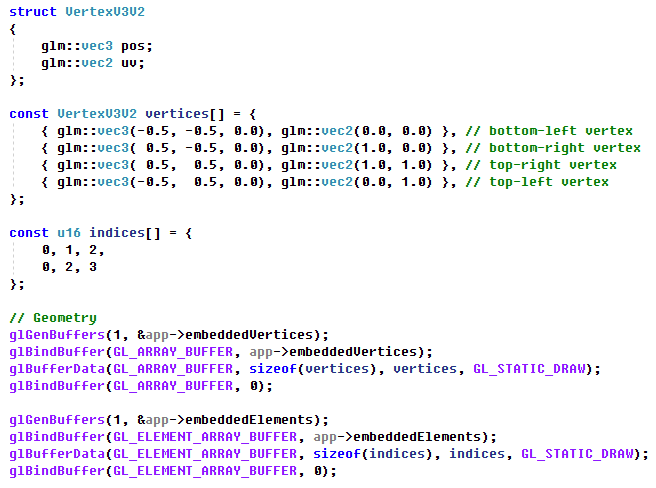 struct VertexV3V2
{
    glm::vec3 pos;
    glm::vec2 uv;
};

const VertexV3V2 vertices[] = {
    { glm::vec3(-0.5, -0.5, 0.0), glm::vec2(0.0, 0.0) }, // bottom-left vertex
    { glm::vec3( 0.5, -0.5, 0.0), glm::vec2(1.0, 0.0) }, // bottom-right vertex
    { glm::vec3( 0.5,  0.5, 0.0), glm::vec2(1.0, 1.0) }, // top-right vertex
    { glm::vec3(-0.5,  0.5, 0.0), glm::vec2(0.0, 1.0) }, // top-left vertex
};

const u16 indices[] = {
    0, 1, 2,
    0, 2, 3
};

// Geometry
glGenBuffers(1, &app->embeddedVertices);
glBindBuffer(GL_ARRAY_BUFFER, app->embeddedVertices);
glBufferData(GL_ARRAY_BUFFER, sizeof(vertices), vertices, GL_STATIC_DRAW);
glBindBuffer(GL_ARRAY_BUFFER, 0);

glGenBuffers(1, &app->embeddedElements);
glBindBuffer(GL_ELEMENT_ARRAY_BUFFER, app->embeddedElements);
glBufferData(GL_ELEMENT_ARRAY_BUFFER, sizeof(indices), indices, GL_STATIC_DRAW);
glBindBuffer(GL_ELEMENT_ARRAY_BUFFER, 0);